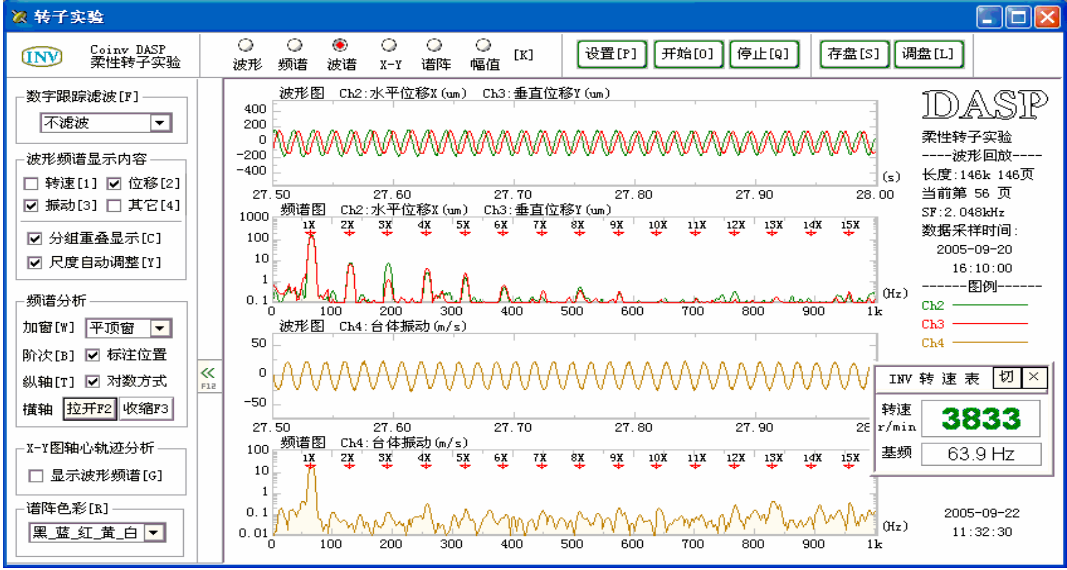 转子实验
INV Coinv DASP
柔性转子实验
波形 频谱 波谱 X-Y 谱阵 幅值 [K]
设置[P] 开始[O] 停止[Q] 存盘[S] 调盘[L]
数字跟踪滤波[F]
不滤波
波形频谱显示内容
转速[1] 位移[2]
振动[3] 其它[4]
分组重叠显示[C]
尺度自动调整[Y]
频谱分析
加窗[W] 平顶窗
阶次[B] 标注位置
纵轴[T] 对数方式
横轴 拉开F2 收缩F3
X-Y图轴心轨迹分析
显示波形频谱[G]
谱阵色彩[R]
黑_蓝_红_黄_白
<<
F12
波形图 Ch2:水平位移X(um) Ch3:垂直位移Y(um)
400
200
0
-200
-400
27.50 27.60 27.70 27.80 27.90 28.00
(s)
频谱图 Ch2:水平位移X(um) Ch3:垂直位移Y(um)
1X 2X 3X 4X 5X 6X 7X 8X 9X 10X 11X 12X 13X 14X 15X
1000
100
10
1
0.1
0 100 200 300 400 500 600 700 800 900 1k
(Hz)
波形图 Ch4:台体振动(m/s)
50
0
-50
27.50 27.60 27.70 27.80 27.90 28
频谱图 Ch4:台体振动(m/s)
1X 2X 3X 4X 5X 6X 7X 8X 9X 10X 11X 12X 13X 14X 15X
100
10
1
0.1
0.01
0 100 200 300 400 500 600 700 800 900 1k
(Hz)
DASP
柔性转子实验
----波形回放----
长度:146k 146页
当前第 56 页
SF:2.048kHz
数据采样时间:
2005-09-20
16:10:00
------图例------
Ch2
Ch3
Ch4
INV 转速表 切 ×
转速
r/min
3833
基频 63.9 Hz
2005-09-22
11:32:30